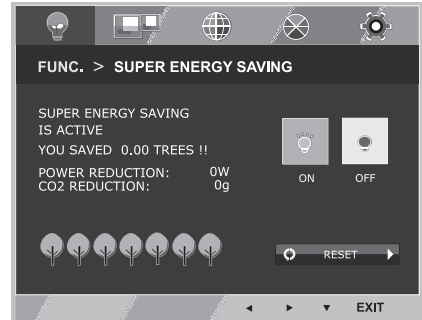 FUNC. > SUPER ENERGY SAVING
SUPER ENERGY SAVING
IS ACTIVE
YOU SAVED 0.00 TREES !!
POWER REDUCTION: 0W
CO2 REDUCTION: 0g
ON OFF
RESET
EXIT